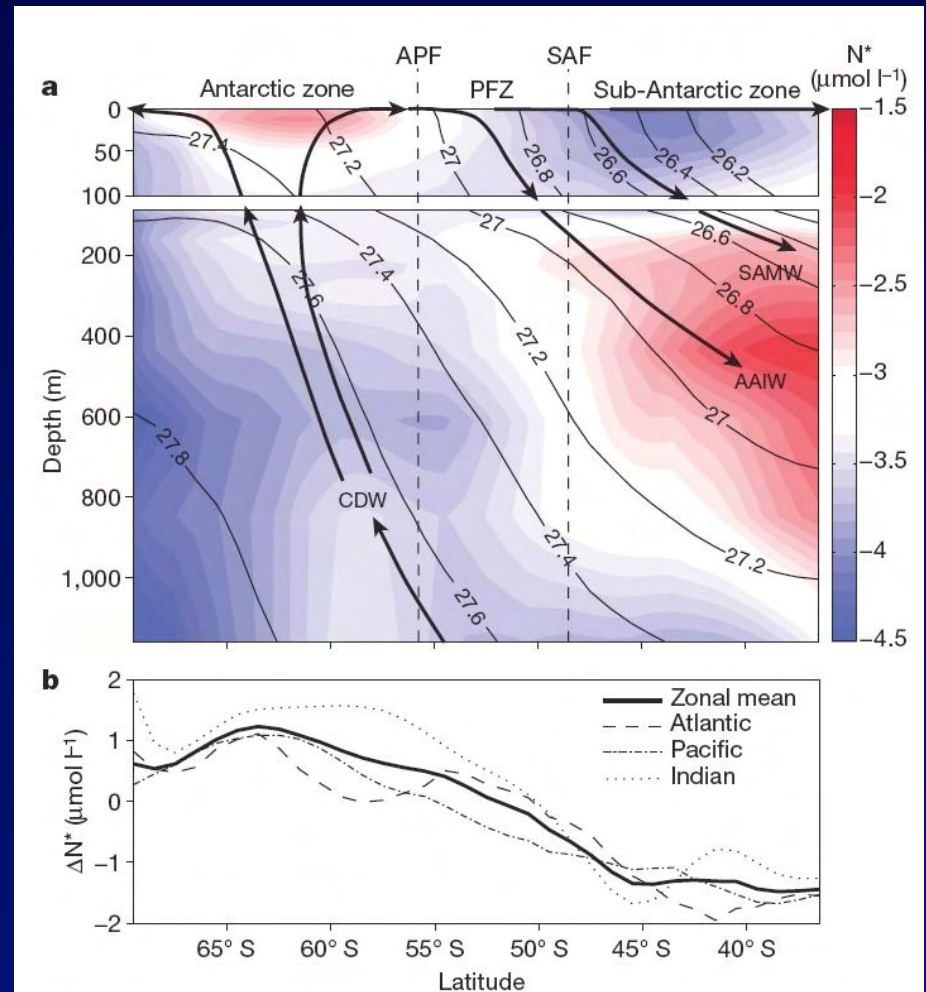 APF SAF N*
(μmol l⁻¹)
a Antarctic zone PFZ Sub-Antarctic zone
0 −1.5
27.4 27.2 27 26.8 26.6 26.4 26.2
50
100 −2
27 26.6
200 27.4 SAMW
27.6 26.8 −2.5
400 27.2
AAIW −3
27
600
27.8 −3.5
800 CDW
27.4 27.2 −4
1,000
27.6
−4.5
Depth (m)
b
2 Zonal mean
Atlantic
1 Pacific
Indian
0
−1
−2
ΔN* (μmol l⁻¹)
65° S 60° S 55° S 50° S 45° S 40° S
Latitude